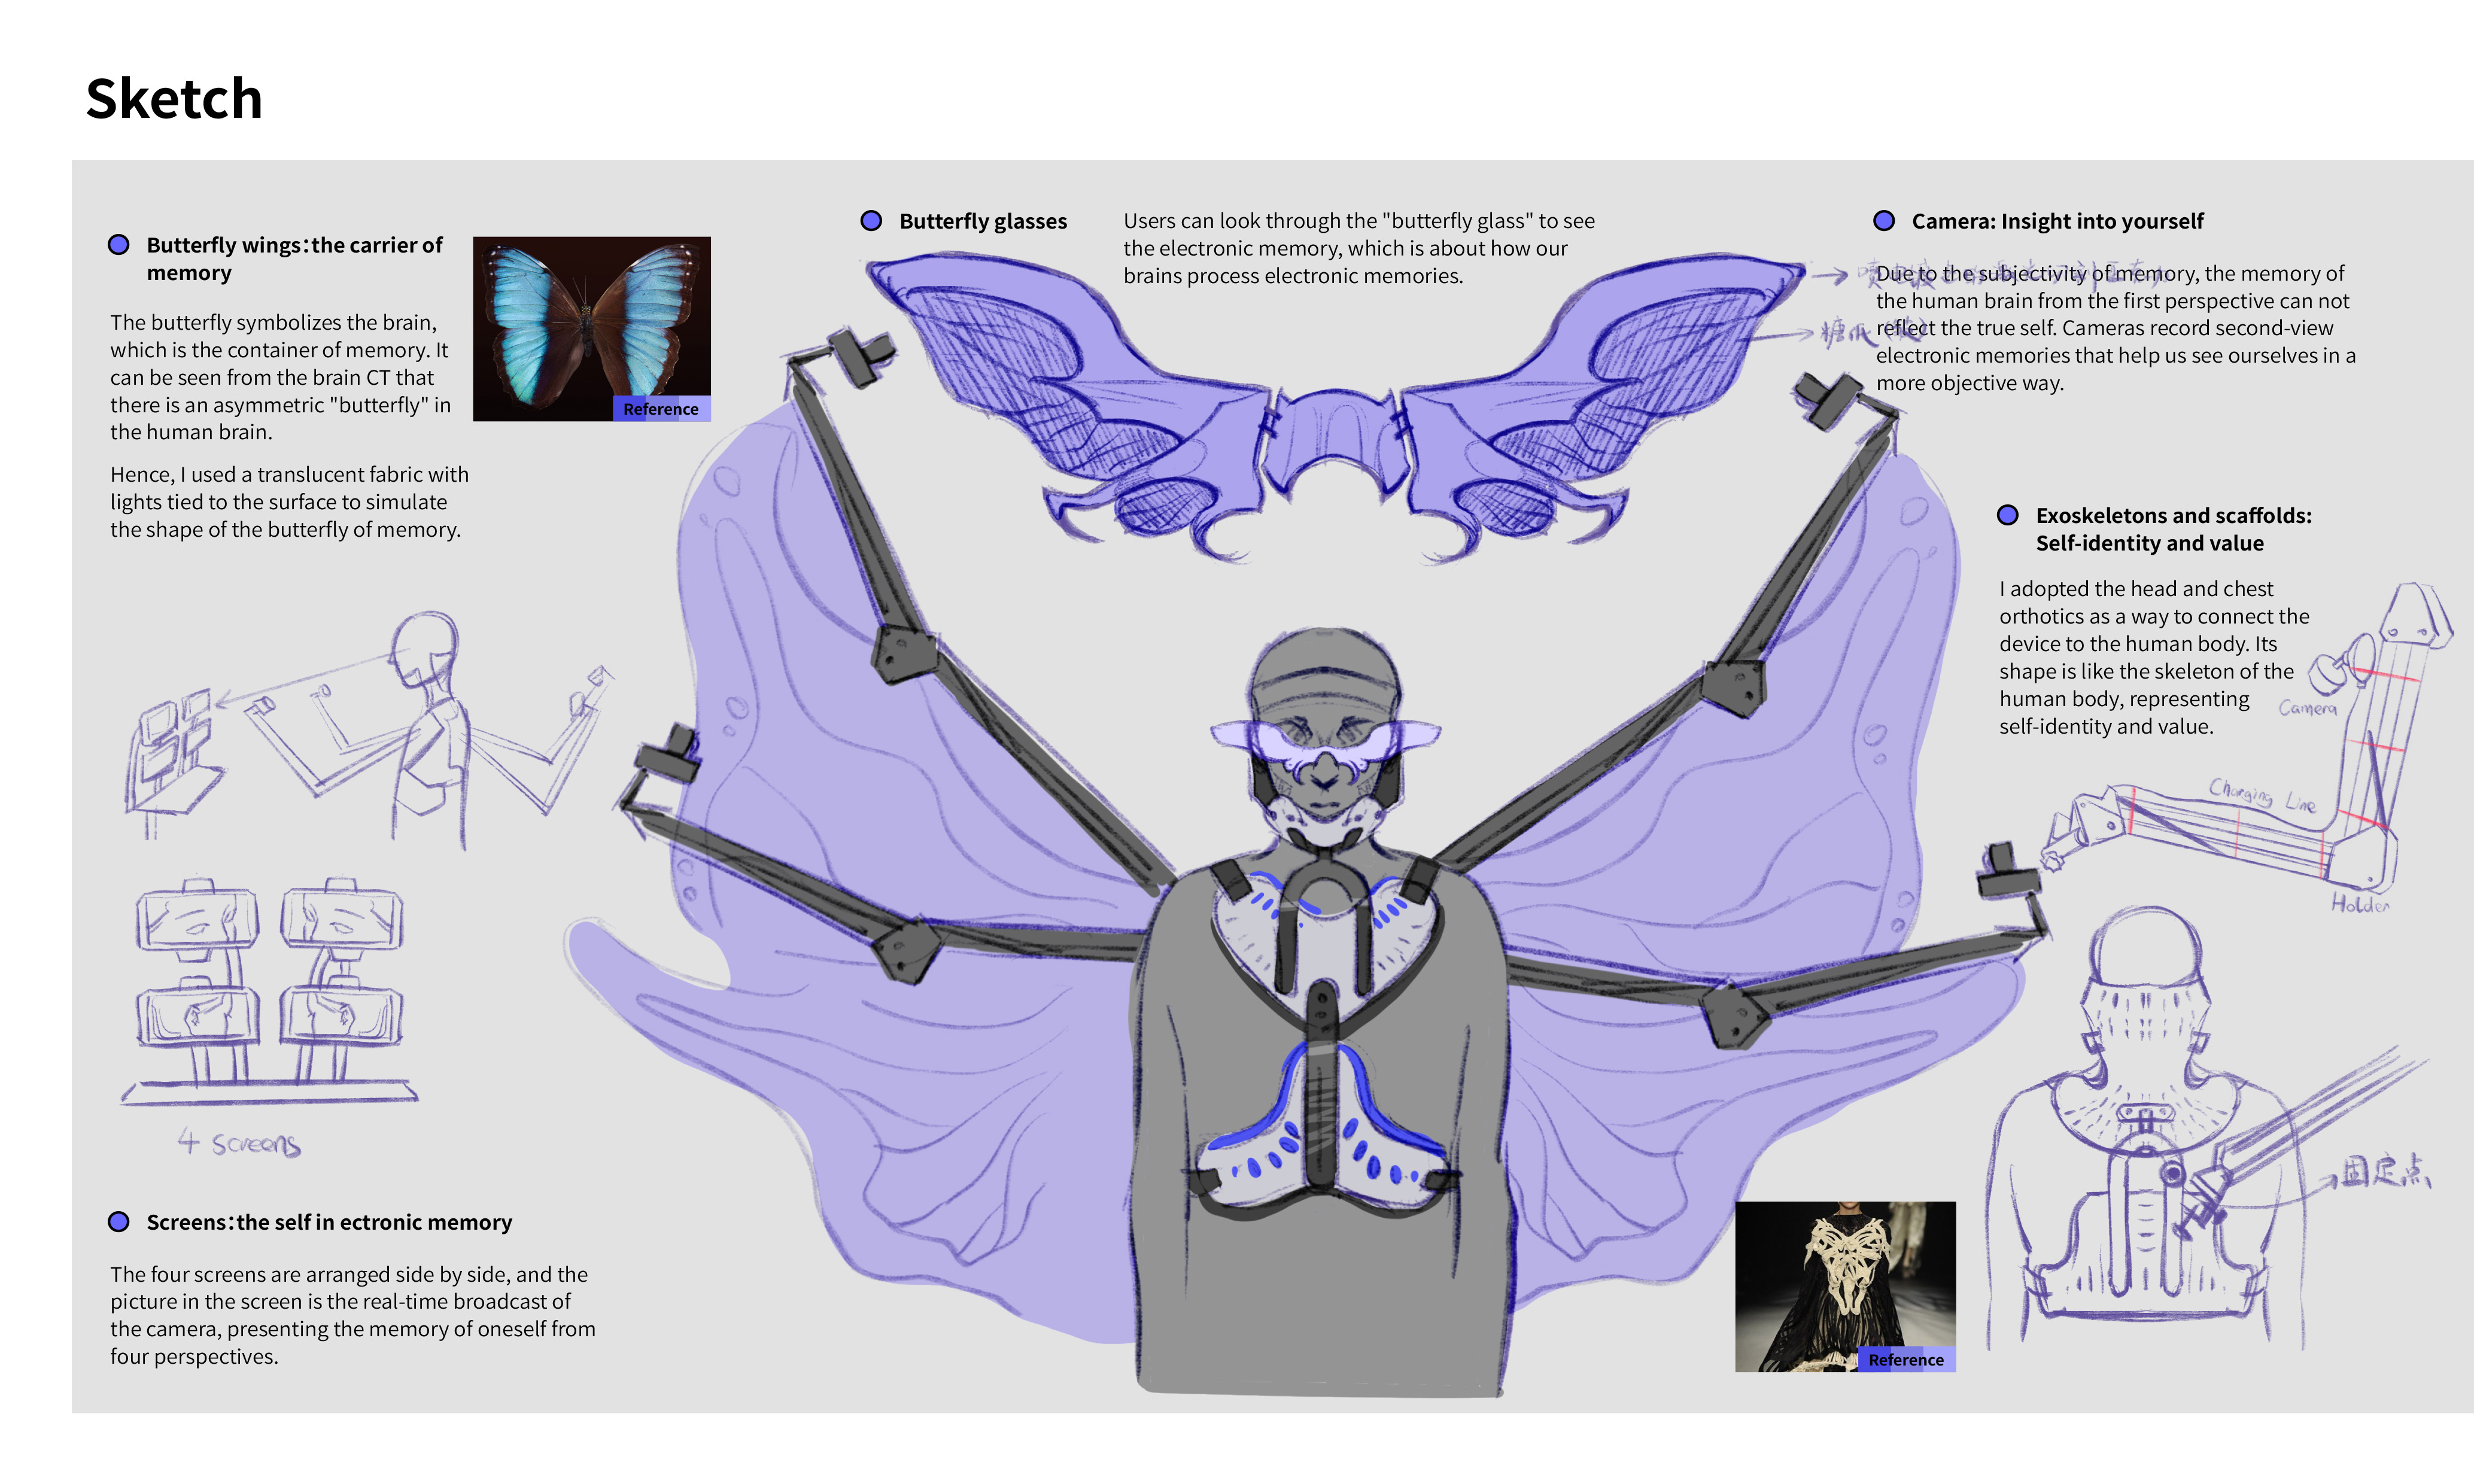 Sketch
Butterfly wings:the carrier of
memory
The butterfly symbolizes the brain,
which is the container of memory. It
can be seen from the brain CT that
there is an asymmetric "butterfly" in
the human brain.
Hence, I used a translucent fabric with
lights tied to the surface to simulate
the shape of the butterfly of memory.
Reference
Butterfly glasses
Users can look through the "butterfly glass" to see
the electronic memory, which is about how our
brains process electronic memories.
Camera: Insight into yourself
Due to the subjectivity of memory, the memory of
the human brain from the first perspective can not
reflect the true self. Cameras record second-view
electronic memories that help us see ourselves in a
more objective way.
Exoskeletons and scaffolds:
Self-identity and value
I adopted the head and chest
orthotics as a way to connect the
device to the human body. Its
shape is like the skeleton of the
human body, representing
self-identity and value.
Camera
Charging Line
Holder
4 screens
固定点
Screens:the self in ectronic memory
The four screens are arranged side by side, and the
picture in the screen is the real-time broadcast of
the camera, presenting the memory of oneself from
four perspectives.
Reference